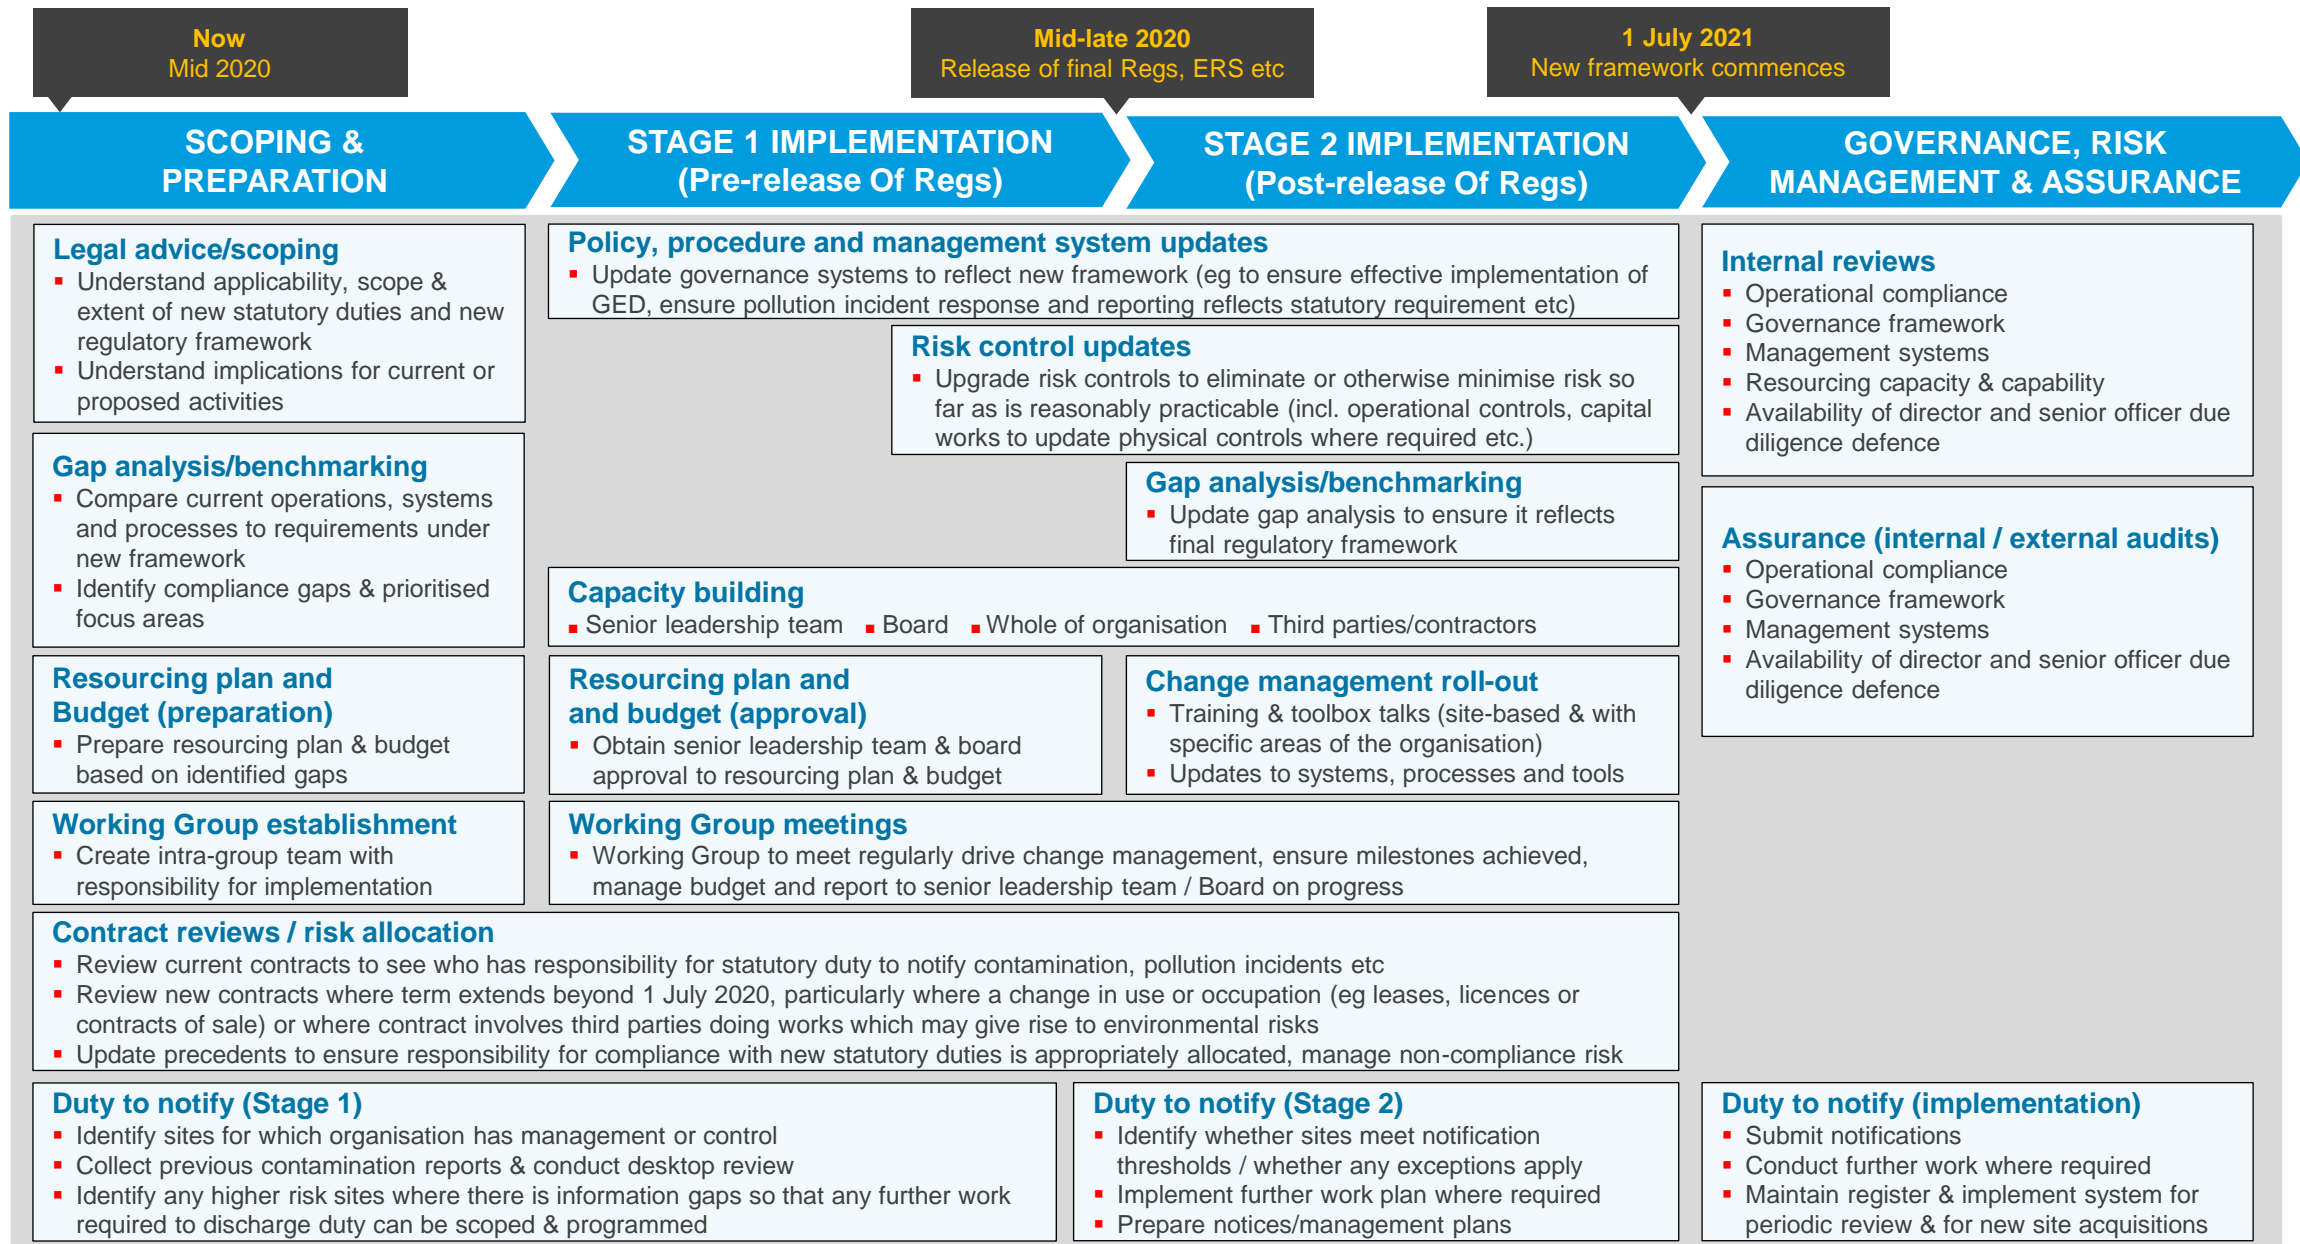 Now
Mid 2020
Mid-late 2020
Release of final Regs, ERS etc
1 July 2021
New framework commences
SCOPING &
PREPARATION
STAGE 1 IMPLEMENTATION
(Pre-release Of Regs)
STAGE 2 IMPLEMENTATION
(Post-release Of Regs)
GOVERNANCE, RISK
MANAGEMENT & ASSURANCE
Legal advice/scoping
▪ Understand applicability, scope &
extent of new statutory duties and new
regulatory framework
▪ Understand implications for current or
proposed activities
Gap analysis/benchmarking
▪ Compare current operations, systems
and processes to requirements under
new framework
▪ Identify compliance gaps & prioritised
focus areas
Resourcing plan and
Budget (preparation)
▪ Prepare resourcing plan & budget
based on identified gaps
Working Group establishment
▪ Create intra-group team with
responsibility for implementation
Policy, procedure and management system updates
▪ Update governance systems to reflect new framework (eg to ensure effective implementation of
GED, ensure pollution incident response and reporting reflects statutory requirement etc)
Risk control updates
▪ Upgrade risk controls to eliminate or otherwise minimise risk so
far as is reasonably practicable (incl. operational controls, capital
works to update physical controls where required etc.)
Gap analysis/benchmarking
▪ Update gap analysis to ensure it reflects
final regulatory framework
Capacity building
▪ Senior leadership team ▪ Board ▪ Whole of organisation ▪ Third parties/contractors
Resourcing plan and
and budget (approval)
▪ Obtain senior leadership team & board
approval to resourcing plan & budget
Change management roll-out
▪ Training & toolbox talks (site-based & with
specific areas of the organisation)
▪ Updates to systems, processes and tools
Working Group meetings
▪ Working Group to meet regularly drive change management, ensure milestones achieved,
manage budget and report to senior leadership team / Board on progress
Contract reviews / risk allocation
▪ Review current contracts to see who has responsibility for statutory duty to notify contamination, pollution incidents etc
▪ Review new contracts where term extends beyond 1 July 2020, particularly where a change in use or occupation (eg leases, licences or
contracts of sale) or where contract involves third parties doing works which may give rise to environmental risks
▪ Update precedents to ensure responsibility for compliance with new statutory duties is appropriately allocated, manage non-compliance risk
Duty to notify (Stage 1)
▪ Identify sites for which organisation has management or control
▪ Collect previous contamination reports & conduct desktop review
▪ Identify any higher risk sites where there is information gaps so that any further work
required to discharge duty can be scoped & programmed
Duty to notify (Stage 2)
▪ Identify whether sites meet notification
thresholds / whether any exceptions apply
▪ Implement further work plan where required
▪ Prepare notices/management plans
Internal reviews
▪ Operational compliance
▪ Governance framework
▪ Management systems
▪ Resourcing capacity & capability
▪ Availability of director and senior officer due
diligence defence
Assurance (internal / external audits)
▪ Operational compliance
▪ Governance framework
▪ Management systems
▪ Availability of director and senior officer due
diligence defence
Duty to notify (implementation)
▪ Submit notifications
▪ Conduct further work where required
▪ Maintain register & implement system for
periodic review & for new site acquisitions